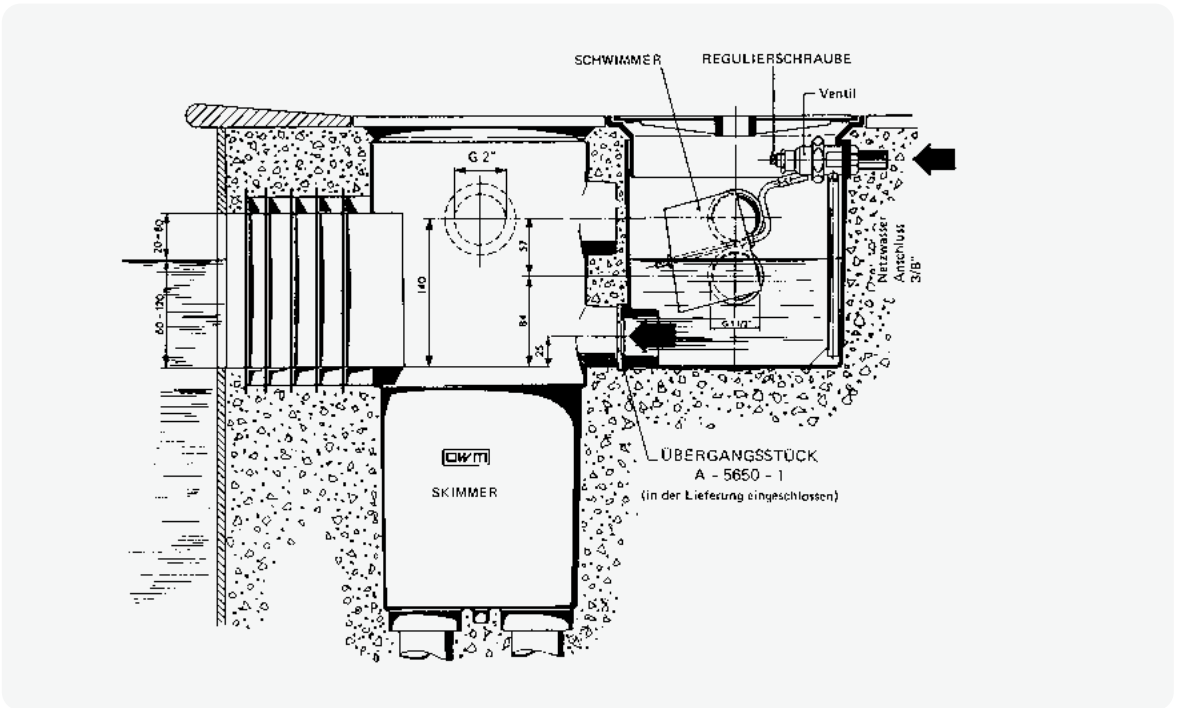 SCHWIMMER
REGULIERSCHRAUBE
Ventil
G 2"
20-80
60-120
140
57
84
25
G 1 1/2"
Netzwasser
Anschluss
3/8"
OWM
SKIMMER
ÜBERGANGSSTÜCK
A - 5650 - 1
(in der Lieferung eingeschlossen)